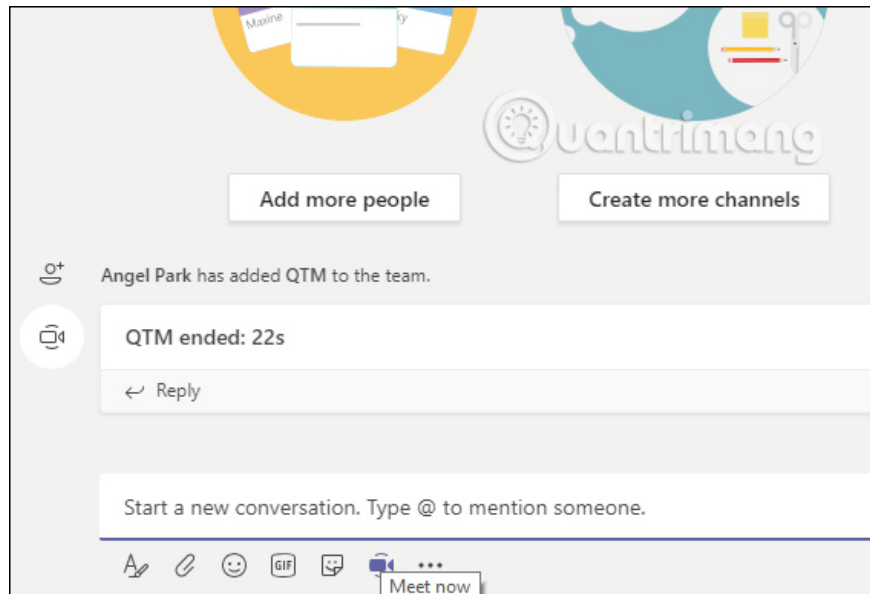 Maxine
ky
Quantrimang
Add more people
Create more channels
Angel Park has added QTM to the team.
QTM ended: 22s
Reply
Start a new conversation. Type @ to mention someone.
GIF
Meet now